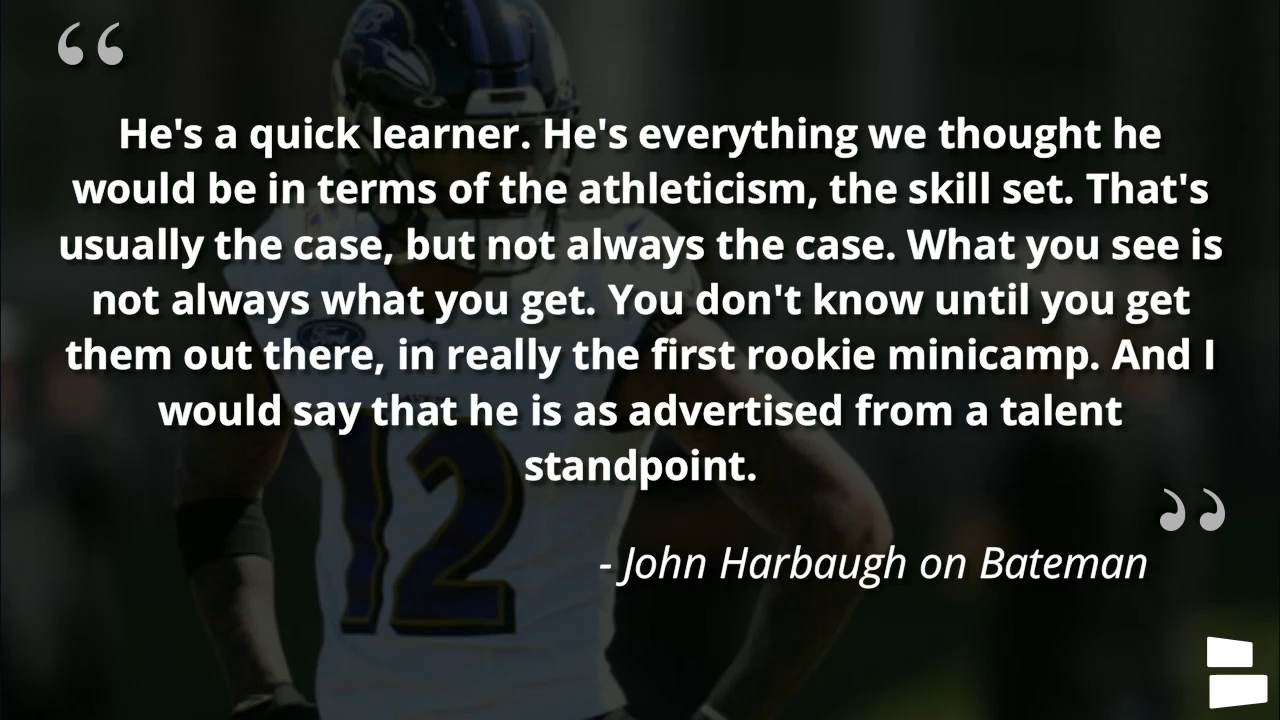 “
He's a quick learner. He's everything we thought he
would be in terms of the athleticism, the skill set. That's
usually the case, but not always the case. What you see is
not always what you get. You don't know until you get
them out there, in really the first rookie minicamp. And I
would say that he is as advertised from a talent
standpoint.
”
- John Harbaugh on Bateman
Ford
12